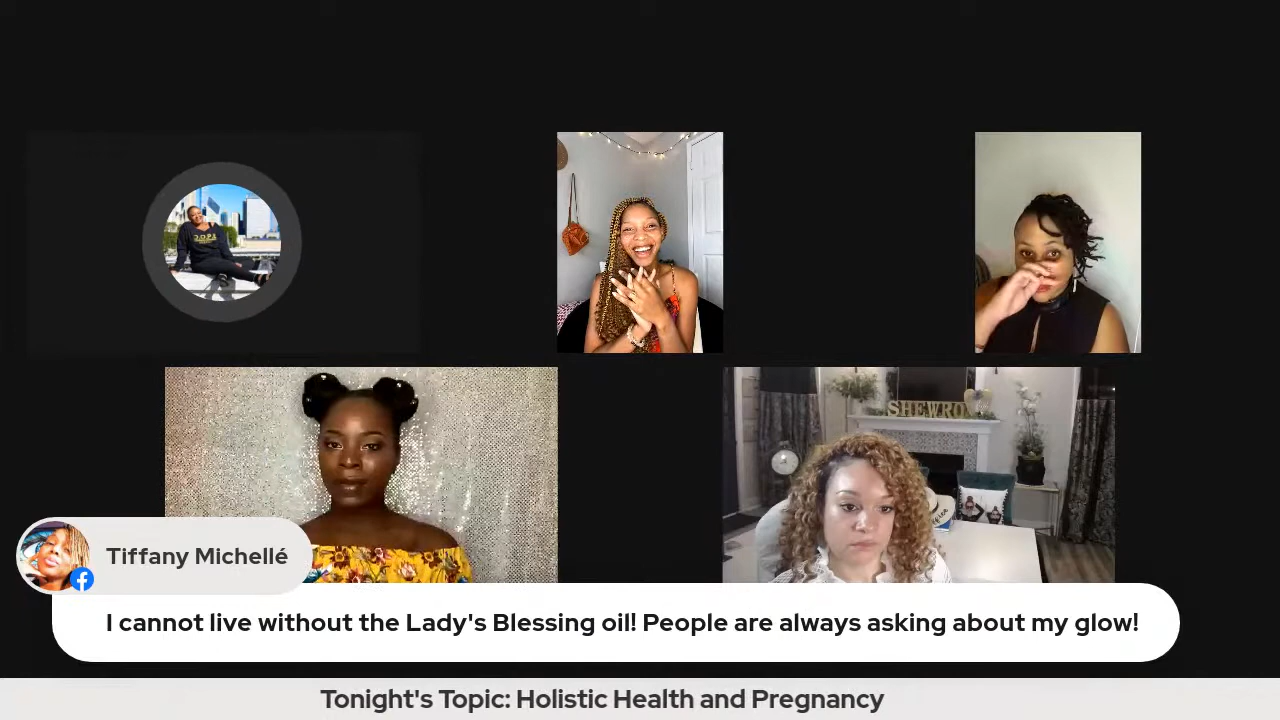 DOPE
SHEWRO
Tiffany Michellé
I cannot live without the Lady's Blessing oil! People are always asking about my glow!
Tonight's Topic: Holistic Health and Pregnancy